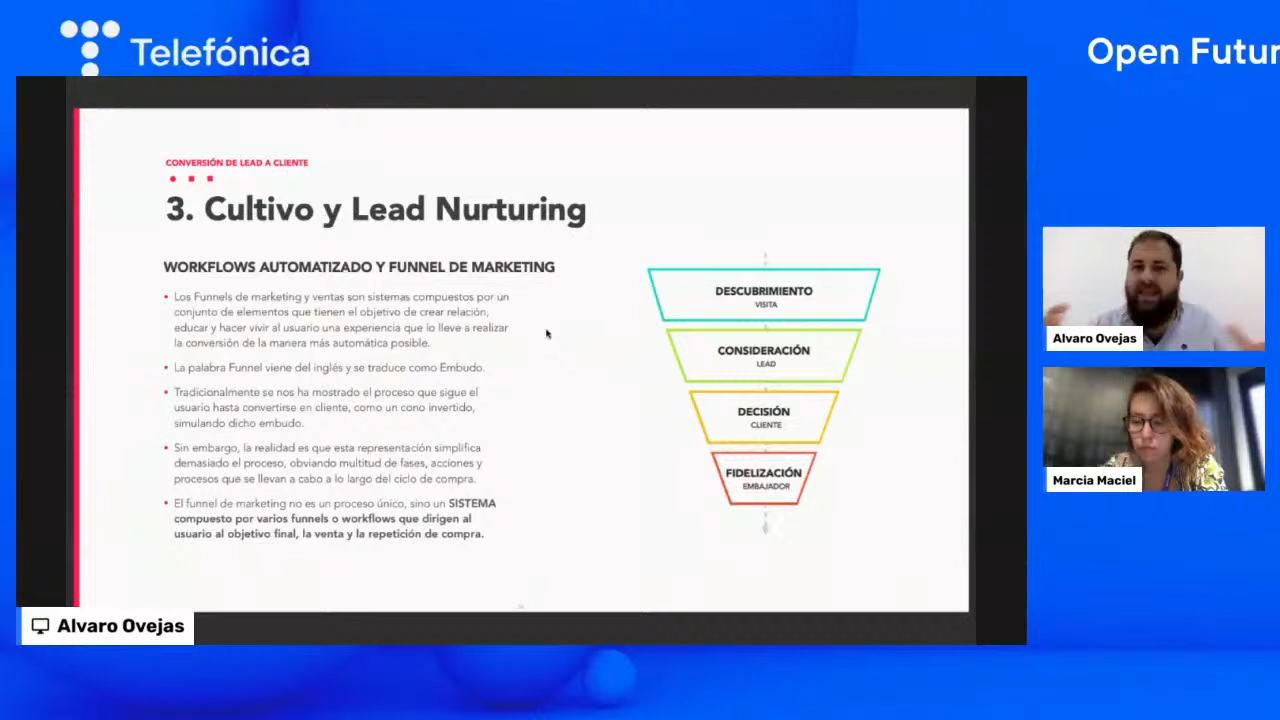 Telefónica
Open Futur
CONVERSIÓN DE LEAD A CLIENTE
3. Cultivo y Lead Nurturing
WORKFLOWS AUTOMATIZADO Y FUNNEL DE MARKETING
• Los Funnels de marketing y ventas son sistemas compuestos por un
conjunto de elementos que tienen el objetivo de crear relación,
educar y hacer vivir al usuario una experiencia que lo lleve a realizar
la conversión de la manera más automática posible.
• La palabra Funnel viene del inglés y se traduce como Embudo.
• Tradicionalmente se nos ha mostrado el proceso que sigue el
usuario hasta convertirse en cliente, como un cono invertido,
simulando dicho embudo.
• Sin embargo, la realidad es que esta representación simplifica
demasiado el proceso, obviando multitud de fases, acciones y
procesos que se llevan a cabo a lo largo del ciclo de compra.
• El funnel de marketing no es un proceso único, sino un SISTEMA
compuesto por varios funnels o workflows que dirigen al
usuario al objetivo final, la venta y la repetición de compra.
DESCUBRIMIENTO
VISITA
CONSIDERACIÓN
LEAD
DECISIÓN
CLIENTE
FIDELIZACIÓN
EMBAJADOR
Alvaro Ovejas
Marcia Maciel
Alvaro Ovejas